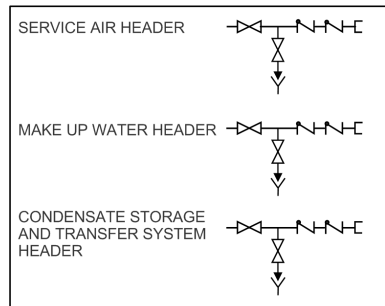 SERVICE AIR HEADER
MAKE UP WATER HEADER
CONDENSATE STORAGE
AND TRANSFER SYSTEM
HEADER